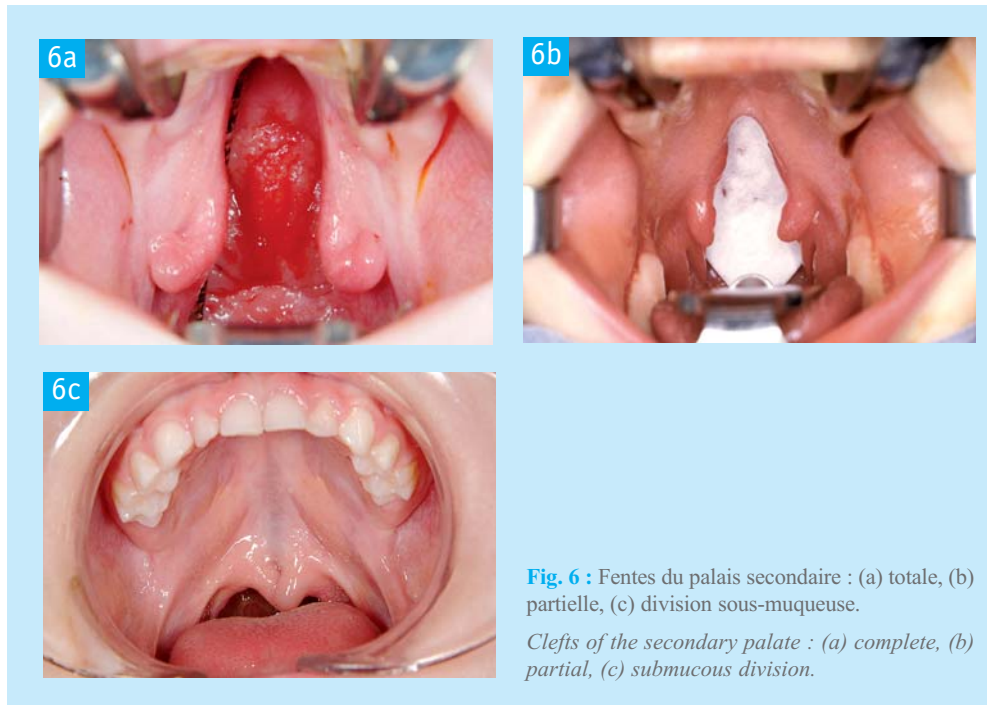 6a
6b
6c
Fig. 6 : Fentes du palais secondaire : (a) totale, (b)
partielle, (c) division sous-muqueuse.
Clefts of the secondary palate : (a) complete, (b)
partial, (c) submucous division.